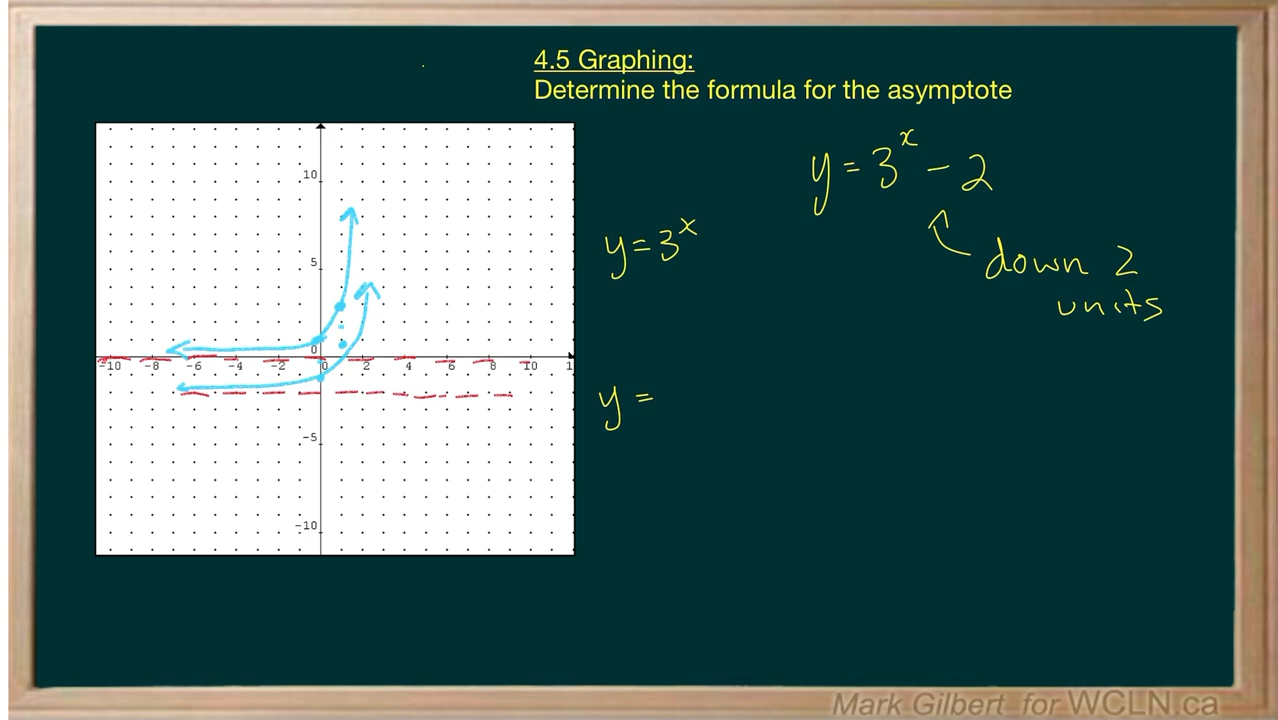 4.5 Graphing:
Determine the formula for the asymptote
y = 3^x - 2
y = 3^x
down 2
units
y =
10
5
0
-10 -8 -6 -4 -2 0 2 4 6 8 10 1
-5
-10
Mark Gilbert for WCLN.ca